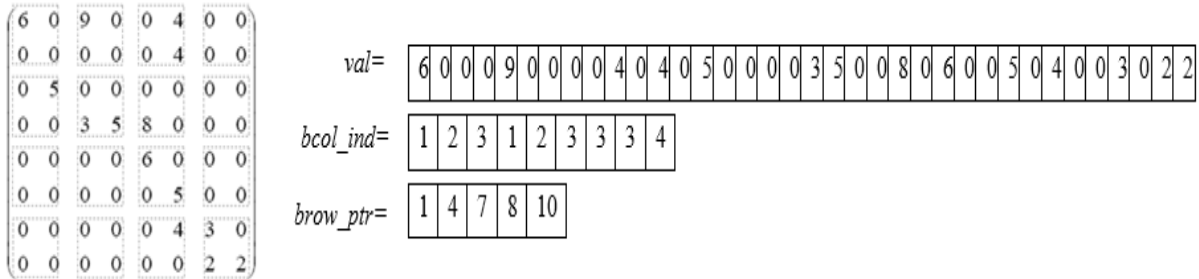 6 0 9 0 0 4 0 0
0 0 0 0 0 4 0 0
0 5 0 0 0 0 0 0
0 0 3 5 8 0 0 0
0 0 0 0 6 0 0 0
0 0 0 0 0 5 0 0
0 0 0 0 0 4 3 0
0 0 0 0 0 0 2 2
val= 6 0 0 0 9 0 0 0 0 4 0 4 0 5 0 0 0 0 3 5 0 0 8 0 6 0 0 5 0 4 0 0 3 0 2 2
bcol_ind= 1 2 3 1 2 3 3 3 4
brow_ptr= 1 4 7 8 10